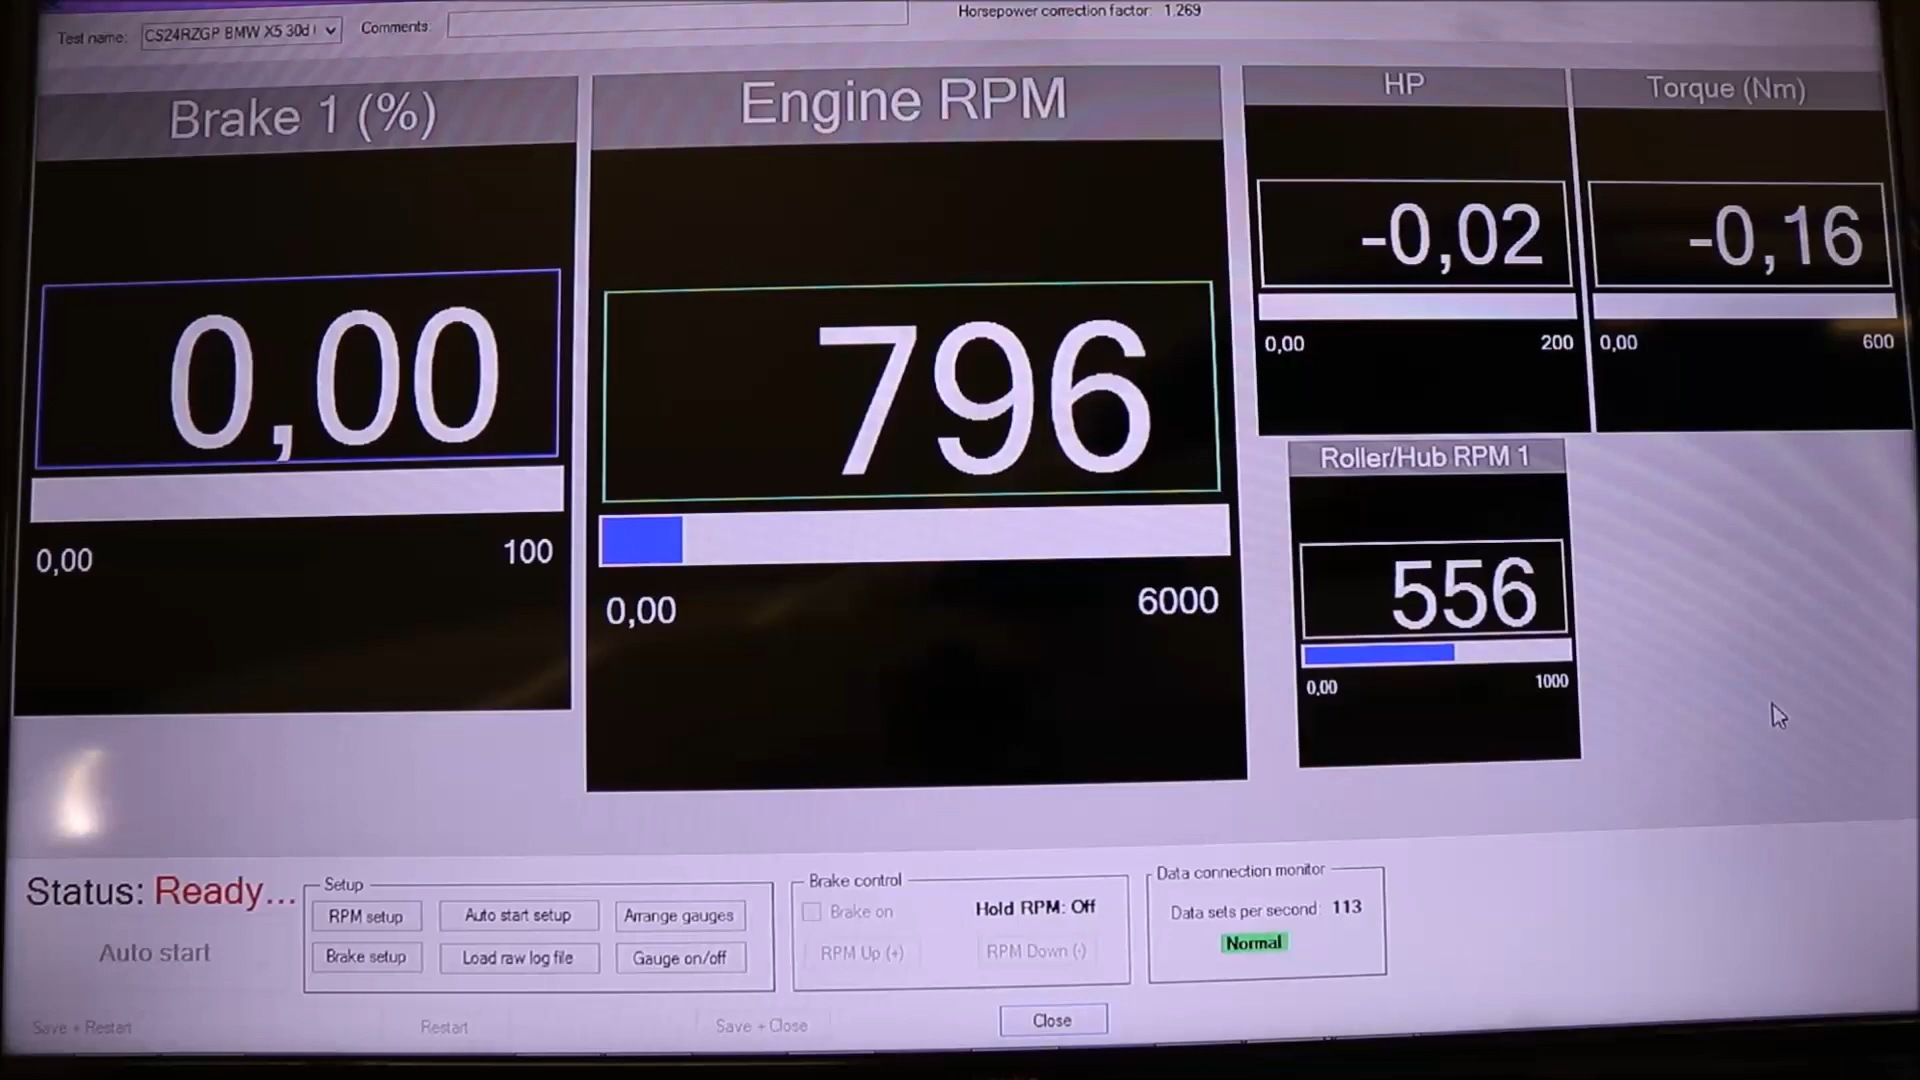 Horsepower correction factor: 1.269
Test name: CS24RZGP BMW X5 30d
Comments:
Brake 1 (%)
0,00
0,00 100
Engine RPM
796
0,00 6000
HP
-0,02
0,00 200
Torque (Nm)
-0,16
0,00 600
Roller/Hub RPM 1
556
0,00 1000
Status: Ready...
Auto start
Setup
RPM setup Auto start setup Arrange gauges
Brake setup Load raw log file Gauge on/off
Brake control
Brake on Hold RPM: Off
RPM Up (+) RPM Down (-)
Data connection monitor
Data sets per second: 113
Normal
Save + Restart Restart Save + Close Close